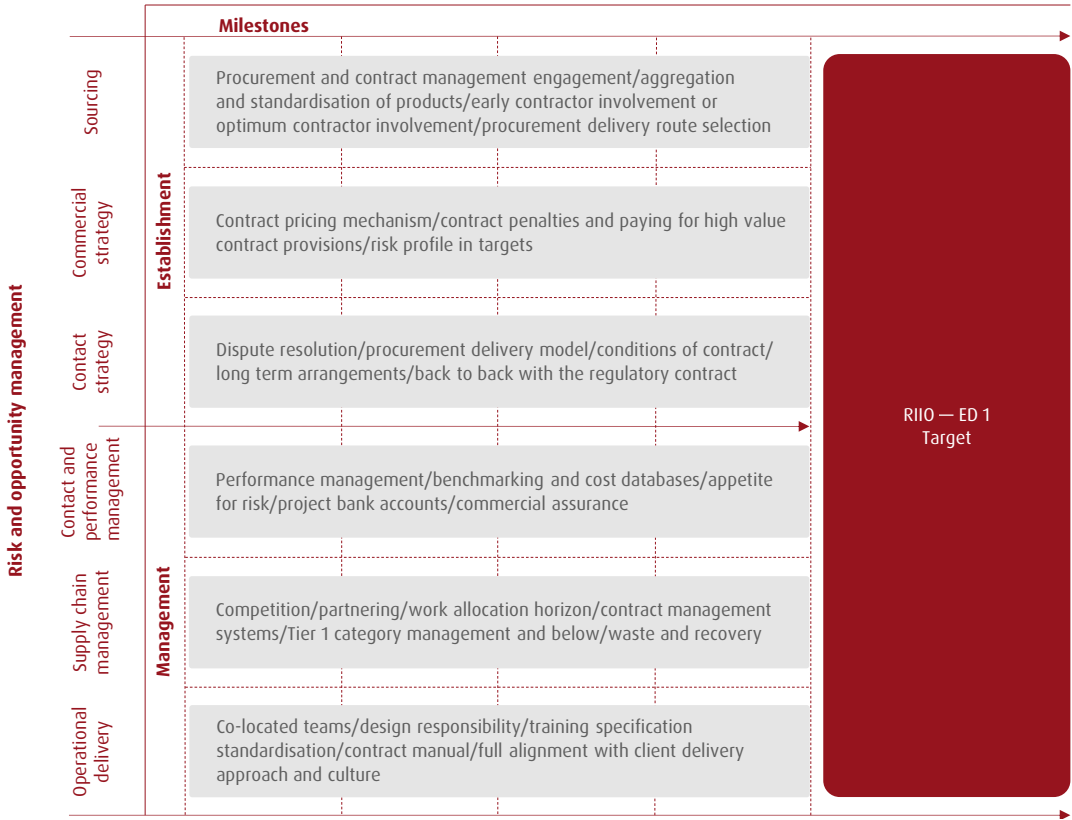 Milestones
Risk and opportunity management
Establishment
Sourcing
Procurement and contract management engagement/aggregation
and standardisation of products/early contractor involvement or
optimum contractor involvement/procurement delivery route selection
Commercial
strategy
Contract pricing mechanism/contract penalties and paying for high value
contract provisions/risk profile in targets
Contact
strategy
Dispute resolution/procurement delivery model/conditions of contract/
long term arrangements/back to back with the regulatory contract
Management
Contact and
performance
management
Performance management/benchmarking and cost databases/appetite
for risk/project bank accounts/commercial assurance
Supply chain
management
Competition/partnering/work allocation horizon/contract management
systems/Tier 1 category management and below/waste and recovery
Operational
delivery
Co-located teams/design responsibility/training specification
standardisation/contract manual/full alignment with client delivery
approach and culture
RIIO — ED 1
Target